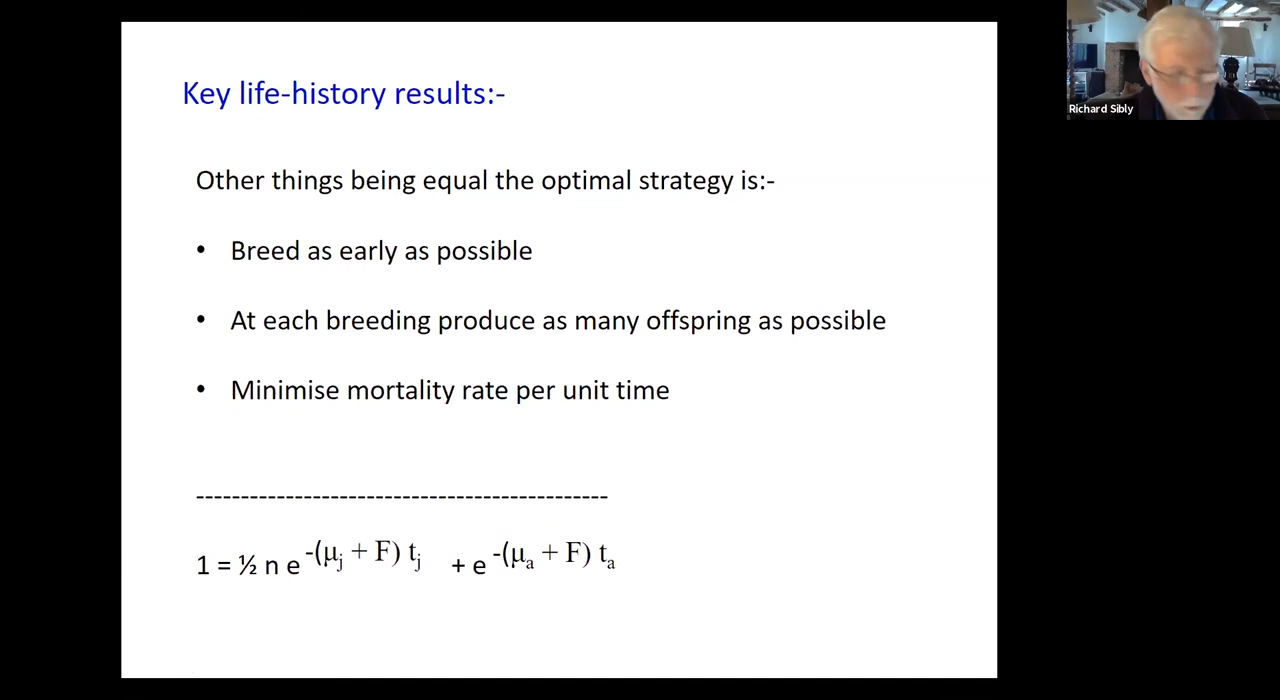 Key life-history results:-
Other things being equal the optimal strategy is:-
• Breed as early as possible
• At each breeding produce as many offspring as possible
• Minimise mortality rate per unit time
----------------------------------------------
1 = ½ n e -(μj + F) tj + e -(μa + F) ta
Richard Sibly